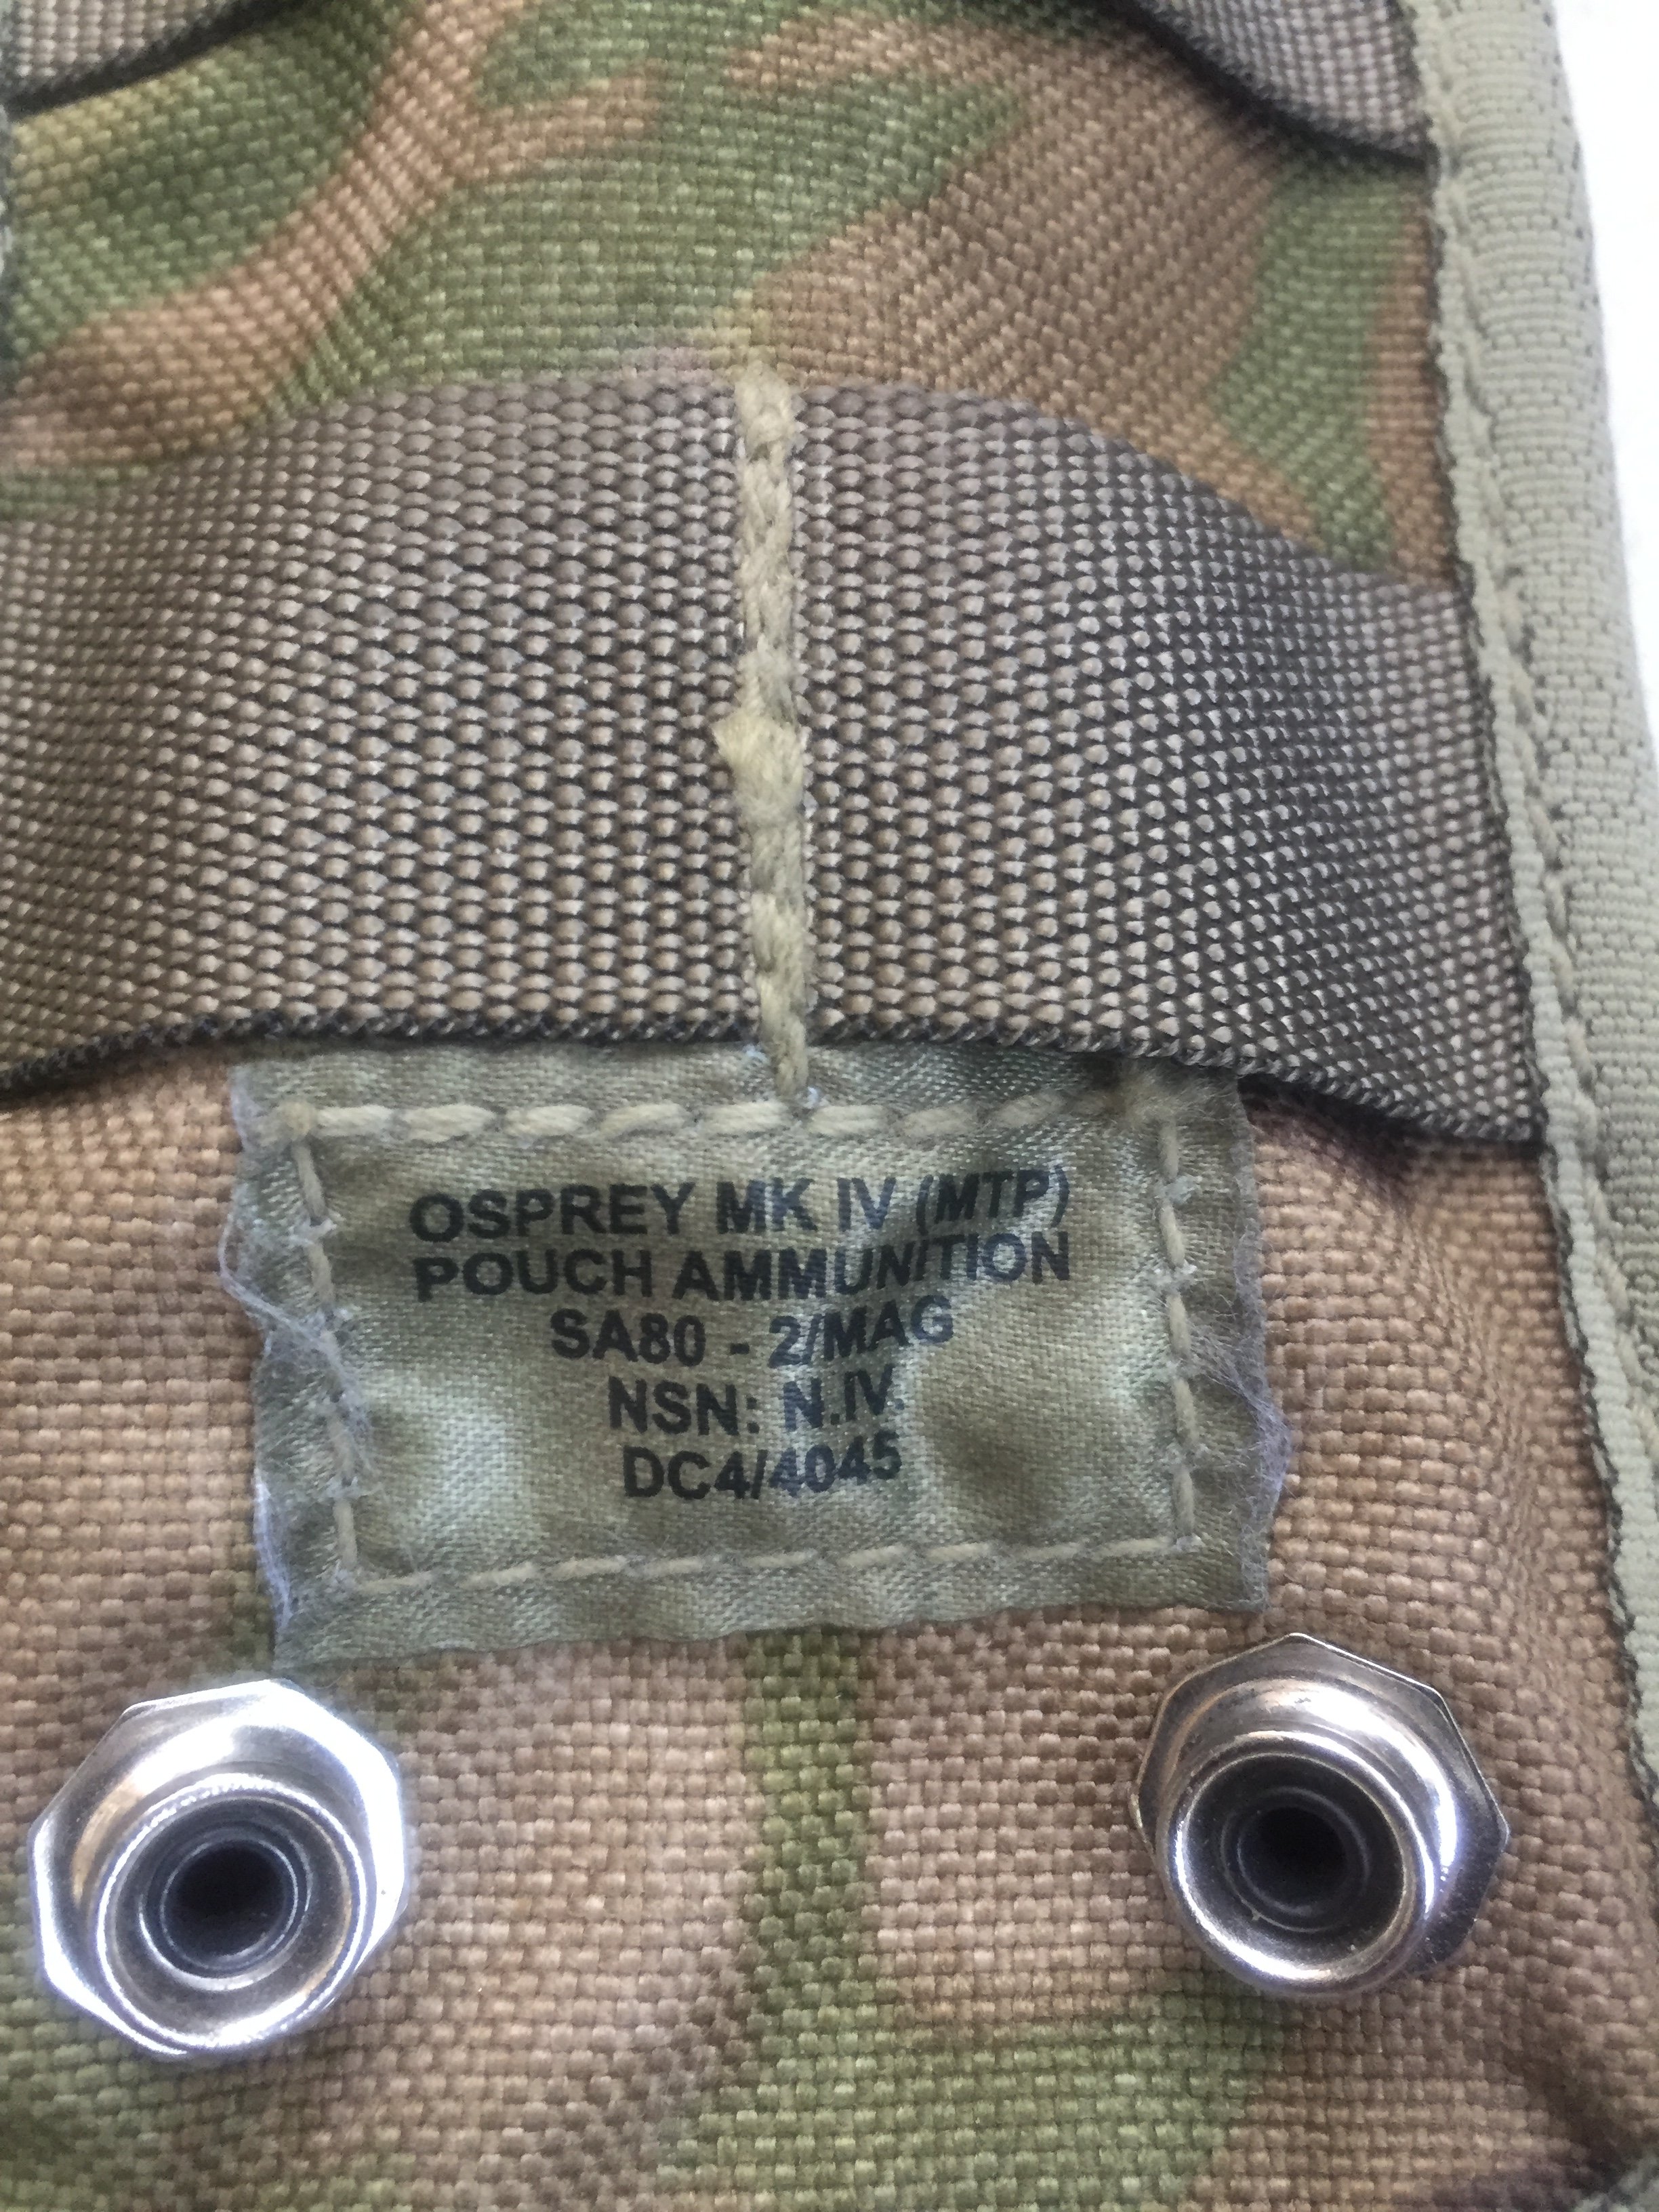 OSPREY MK IV (MTP)
POUCH AMMUNITION
SA80 - 2/MAG
NSN: N.IV.
DC4/4045